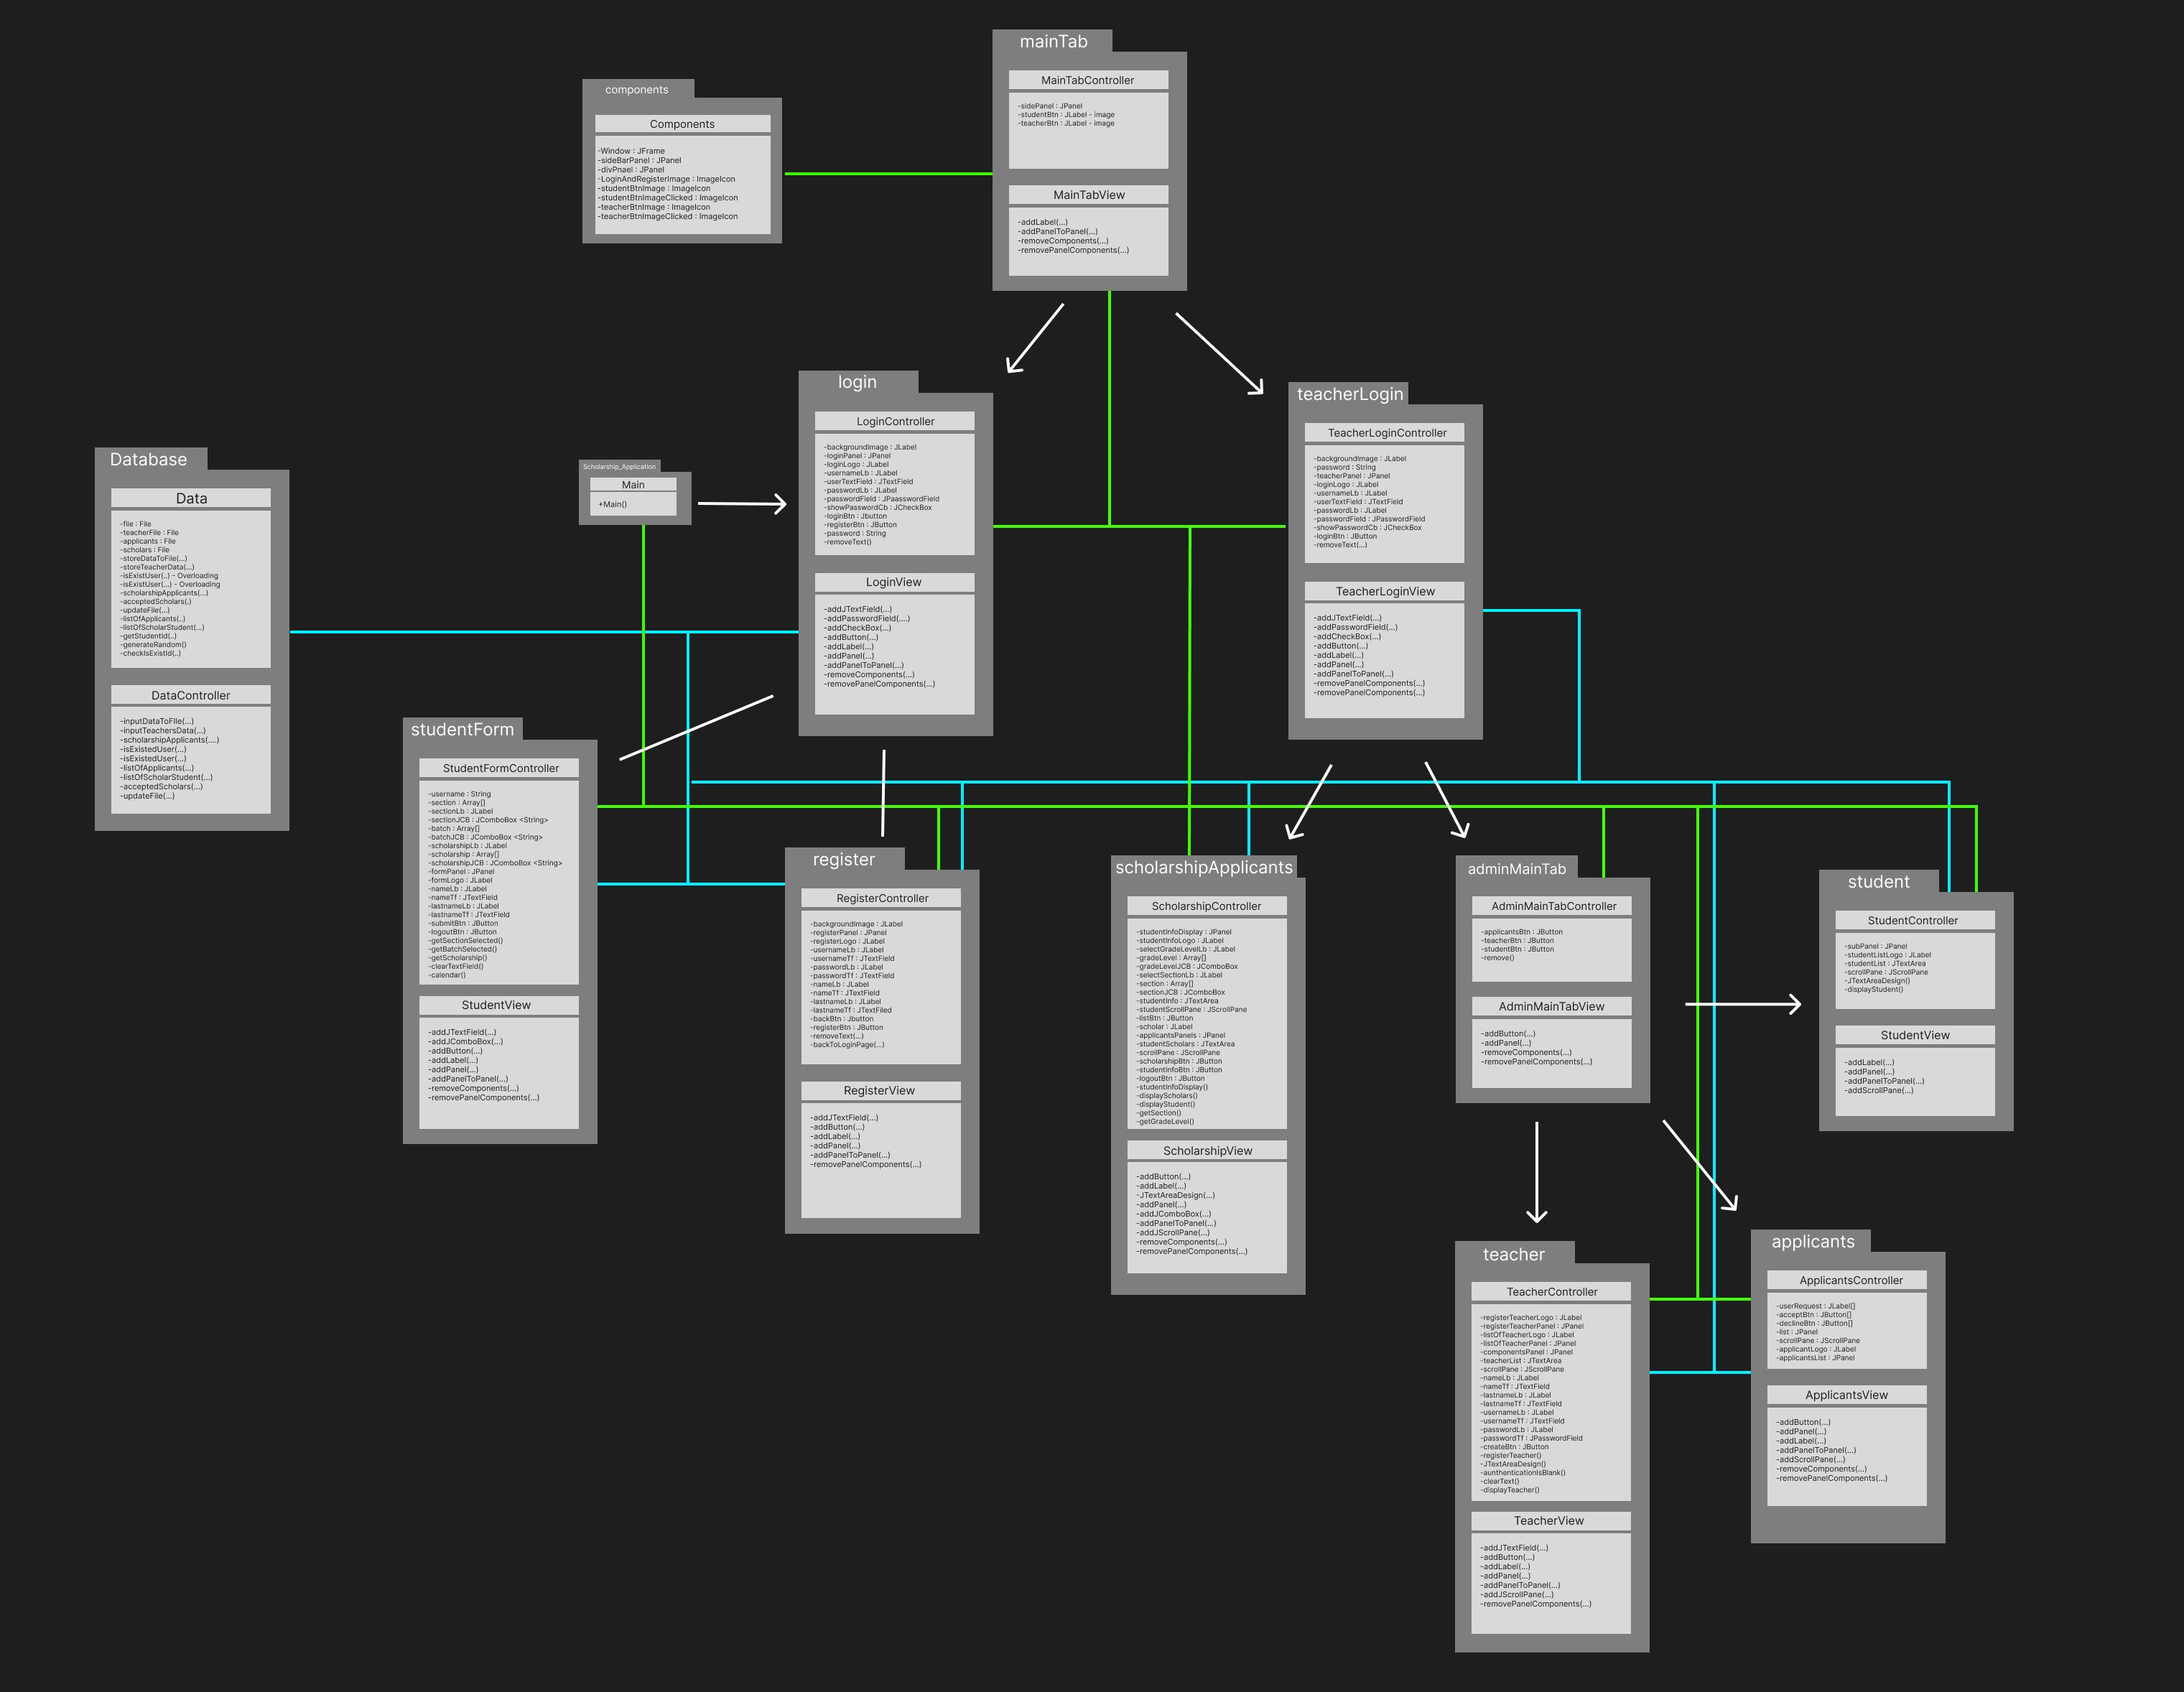 mainTab
MainTabController
-sidePanel : JPanel
-studentBtn : JLabel - image
-teacherBtn : JLabel - image
MainTabView
-addLabel(...)
-addPanelToPanel(...)
-removeComponents(...)
-removePanelComponents(...)
components
Components
-Window : JFrame
-sideBarPanel : JPanel
-divPnael : JPanel
-LoginAndRegisterImage : ImageIcon
-studentBtnImage : ImageIcon
-studentBtnImageClicked : ImageIcon
-teacherBtnImage : ImageIcon
-teacherBtnImageClicked : ImageIcon
login
LoginController
-backgroundImage : JLabel
-loginPanel : JPanel
-loginLogo : JLabel
-usernameLb : JLabel
-userTextField : JTextField
-passwordLb : JLabel
-passwordField : JPaasswordField
-showPasswordCb : JCheckBox
-loginBtn : Jbutton
-registerBtn : JButton
-password : String
-removeText()
LoginView
-addJTextField(...)
-addPasswordField(....)
-addCheckBox(...)
-addButton(...)
-addLabel(...)
-addPanel(...)
-addPanelToPanel(...)
-removeComponents(...)
-removePanelComponents(...)
teacherLogin
TeacherLoginController
-backgroundImage : JLabel
-password : String
-teacherPanel : JPanel
-loginLogo : JLabel
-usernameLb : JLabel
-userTextField : JTextField
-passwordLb : JLabel
-passwordField : JPasswordField
-showPasswordCb : JCheckBox
-loginBtn : JButton
-removeText(...)
TeacherLoginView
-addJTextField(...)
-addPasswordField(...)
-addCheckBox(...)
-addButton(...)
-addLabel(...)
-addPanel(...)
-addPanelToPanel(...)
-removePanelComponents(...)
-removePanelComponents(...)
Database
Data
-file : File
-teacherFile : File
-applicants : File
-scholars : File
-storeDataToFile(...)
-storeTeacherData(...)
-isExistUser(..) - Overloading
-isExistUser(...) - Overloading
-scholarshipApplicants(...)
-acceptedScholars(.)
-updateFile(...)
-listOfApplicants(..)
-listOfScholarStudent(...)
-getStudentId(..)
-generateRandom()
-checkIsExistId(..)
DataController
-inputDataToFIle(...)
-inputTeachersData(...)
-scholarshipApplicants(....)
-isExistedUser(...)
-isExistedUser(...)
-listOfApplicants(...)
-listOfScholarStudent(...)
-acceptedScholars(...)
-updateFile(...)
Scholarship_Application
Main
+Main()
studentForm
StudentFormController
-username : String
-section : Array[]
-sectionLb : JLabel
-sectionJCB : JComboBox <String>
-batch : Array[]
-batchJCB : JComboBox <String>
-scholarshipLb : JLabel
-scholarship : Array[]
-scholarshipJCB : JComboBox <String>
-formPanel : JPanel
-formLogo : JLabel
-nameLb : JLabel
-nameTf : JTextField
-lastnameLb : JLabel
-lastnameTf : JTextField
-submitBtn : JButton
-logoutBtn : JButton
-getSectionSelected()
-getBatchSelected()
-getScholarship()
-clearTextField()
-calendar()
StudentView
-addJTextField(...)
-addJComboBox(...)
-addButton(...)
-addLabel(...)
-addPanel(...)
-addPanelToPanel(...)
-removeComponents(...)
-removePanelComponents(...)
register
RegisterController
-backgroundImage : JLabel
-registerPanel : JPanel
-registerLogo : JLabel
-usernameLb : JLabel
-usernameTf : JTextField
-passwordLb : JLabel
-passwordTf : JTextField
-nameLb : JLabel
-nameTf : JTextField
-lastnameLb : JLabel
-lastnameTf : JTextFiled
-backBtn : Jbutton
-registerBtn : JButton
-removeText(...)
-backToLoginPage(...)
RegisterView
-addJTextField(...)
-addButton(...)
-addLabel(...)
-addPanel(...)
-addPanelToPanel(...)
-removePanelComponents(...)
scholarshipApplicants
ScholarshipController
-studentInfoDisplay : JPanel
-studentInfoLogo : JLabel
-selectGradeLevelLb : JLabel
-gradeLevel : Array[]
-gradeLevelJCB : JComboBox
-selectSectionLb : JLabel
-section : Array[]
-sectionJCB : JComboBox
-studentInfo : JTextArea
-studentScrollPane : JScrollPane
-listBtn : JButton
-scholar : JLabel
-applicantsPanels : JPanel
-studentScholars : JTextArea
-scrollPane : JScrollPane
-scholarshipBtn : JButton
-studentInfoBtn : JButton
-logoutBtn : JButton
-studentInfoDisplay()
-displayScholars()
-displayStudent()
-getSection()
-getGradeLevel()
ScholarshipView
-addButton(...)
-addLabel(...)
-JTextAreaDesign(...)
-addPanel(...)
-addJComboBox(...)
-addPanelToPanel(...)
-addJScrollPane(...)
-removeComponents(...)
-removePanelComponents(...)
adminMainTab
AdminMainTabController
-applicantsBtn : JButton
-teacherBtn : JButton
-studentBtn : JButton
-remove()
AdminMainTabView
-addButton(...)
-addPanel(...)
-removeComponents(...)
-removePanelComponents(...)
student
StudentController
-subPanel : JPanel
-studentListLogo : JLabel
-studentList : JTextArea
-scrollPane : JScrollPane
-JTextAreaDesign()
-displayStudent()
StudentView
-addLabel(...)
-addPanel(...)
-addPanelToPanel(...)
-addScrollPane(...)
teacher
TeacherController
-registerTeacherLogo : JLabel
-registerTeacherPanel : JPanel
-listOfTeacherLogo : JLabel
-listOfTeacherPanel : JPanel
-componentsPanel : JPanel
-teacherList : JTextArea
-scrollPane : JScrollPane
-nameLb : JLabel
-nameTf : JTextField
-lastnameLb : JLabel
-lastnameTf : JTextField
-usernameLb : JLabel
-usernameTf : JTextField
-passwordLb : JLabel
-passwordTf : JPasswordField
-createBtn : JButton
-registerTeacher()
-JTextAreaDesign()
-aunthenticationIsBlank()
-clearText()
-displayTeacher()
TeacherView
-addJTextField(...)
-addButton(...)
-addLabel(...)
-addPanel(...)
-addPanelToPanel(...)
-addJScrollPane(...)
-removePanelComponents(...)
applicants
ApplicantsController
-userRequest : JLabel[]
-acceptBtn : JButton[]
-declineBtn : JButton[]
-list : JPanel
-scrollPane : JScrollPane
-applicantLogo : JLabel
-applicantsList : JPanel
ApplicantsView
-addButton(...)
-addPanel(...)
-addLabel(...)
-addPanelToPanel(...)
-addScrollPane(...)
-removeComponents(...)
-removePanelComponents(...)